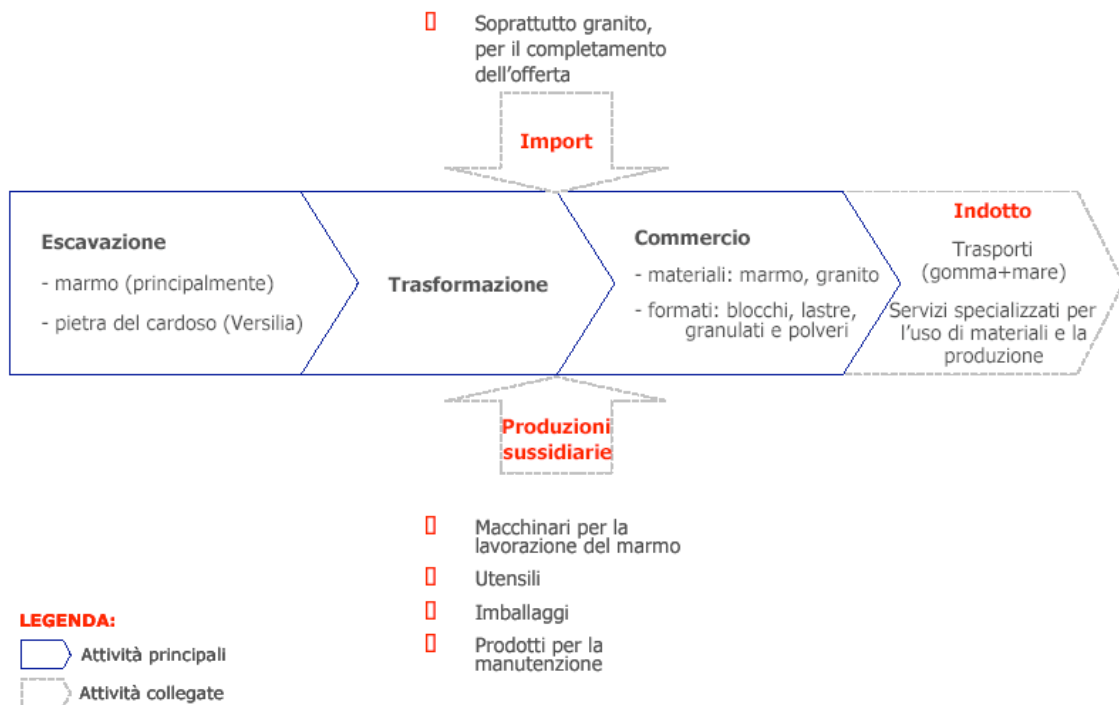 Soprattutto granito,
per il completamento
dell'offerta
Import
Escavazione
- marmo (principalmente)
- pietra del cardoso (Versilia)
Trasformazione
Commercio
- materiali: marmo, granito
- formati: blocchi, lastre,
granulati e polveri
Indotto
Trasporti
(gomma+mare)
Servizi specializzati per
l'uso di materiali e la
produzione
Produzioni
sussidiarie
Macchinari per la
lavorazione del marmo
Utensili
Imballaggi
Prodotti per la
manutenzione
LEGENDA:
Attività principali
Attività collegate